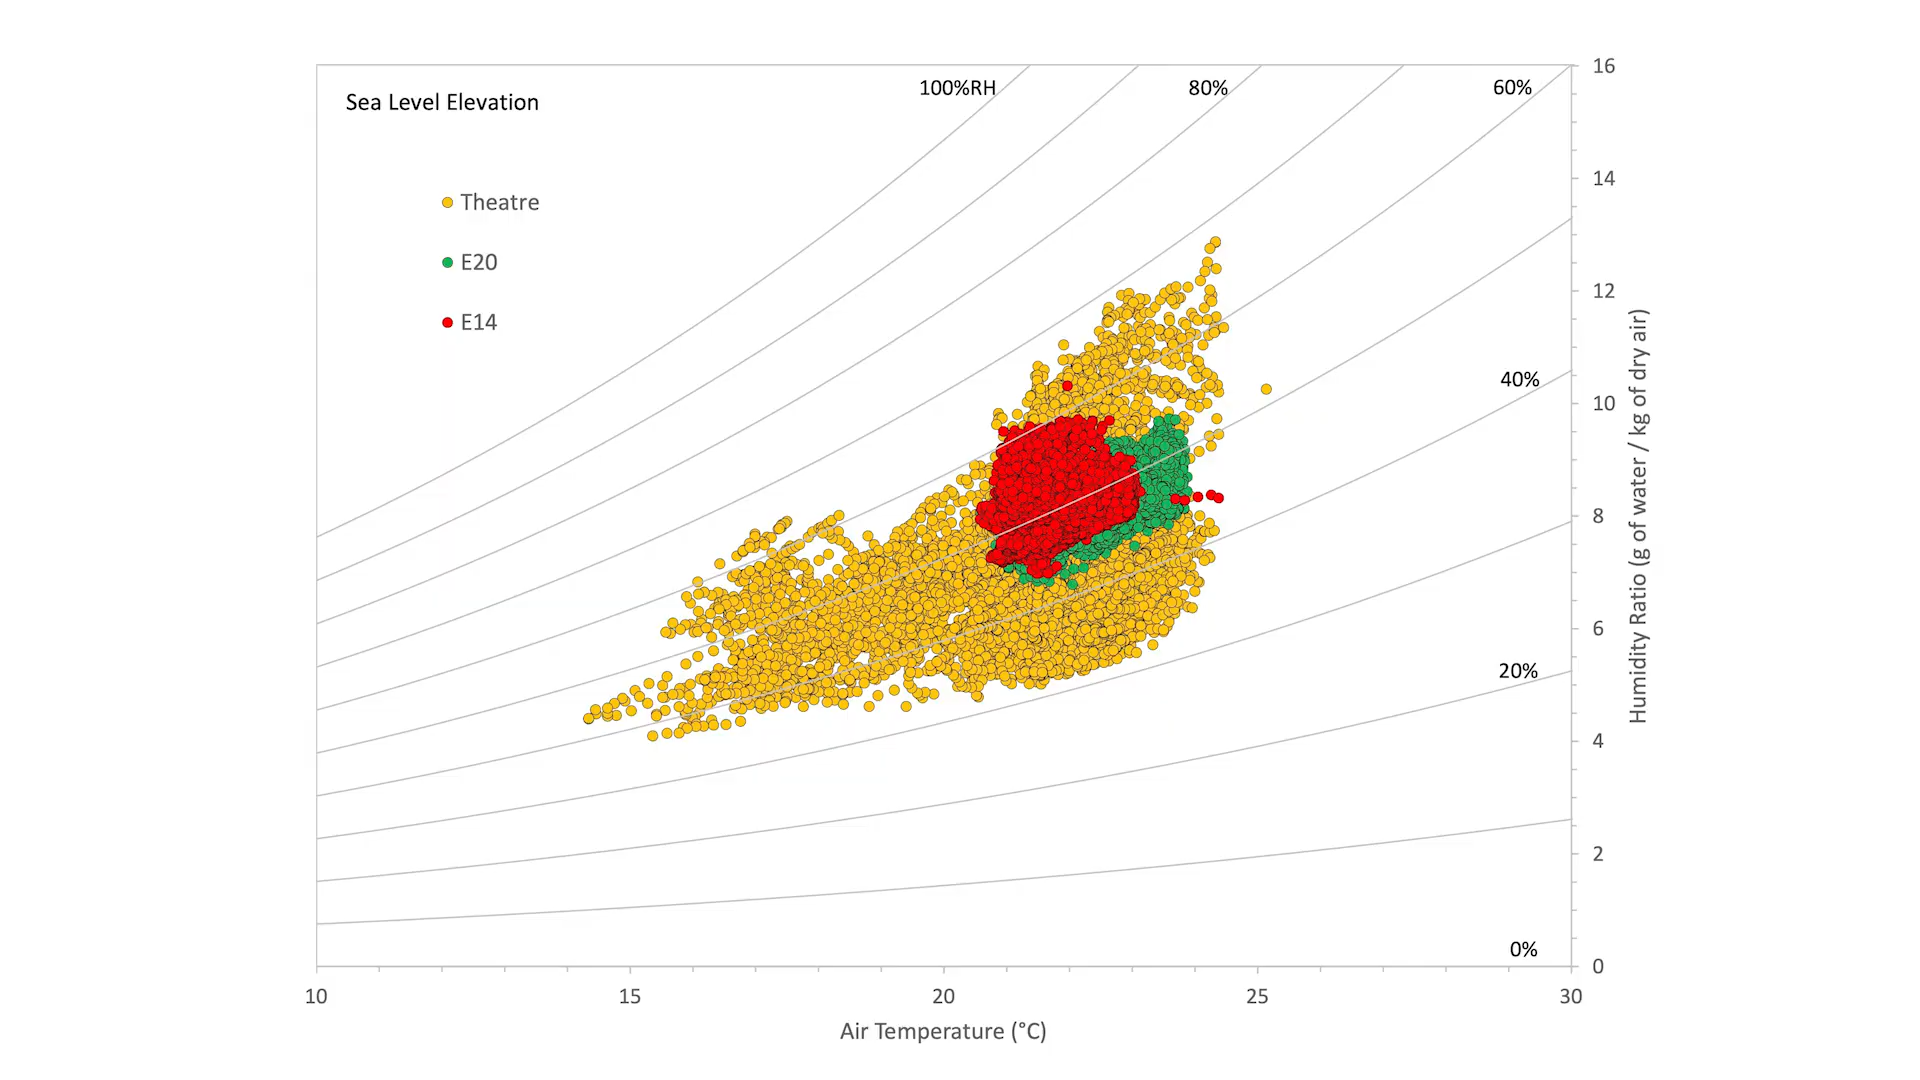 Sea Level Elevation
100%RH
80%
60%
40%
20%
0%
Theatre
E20
E14
16
14
12
10
8
6
4
2
0
Humidity Ratio (g of water / kg of dry air)
10
15
20
25
30
Air Temperature (°C)